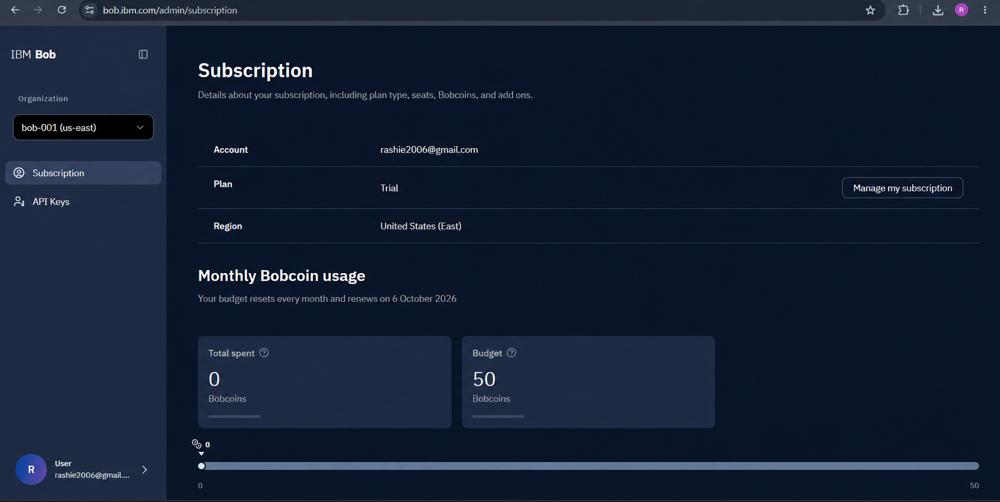 bob.ibm.com/admin/subscription
R
IBM Bob
Organization
bob-001 (us-east)
Subscription
API Keys
Subscription
Details about your subscription, including plan type, seats, Bobcoins, and add ons.
Account rashie2006@gmail.com
Plan Trial Manage my subscription
Region United States (East)
Monthly Bobcoin usage
Your budget resets every month and renews on 6 October 2026
Total spent ?
0
Bobcoins
Budget ?
50
Bobcoins
0
0 50
R
User
rashie2006@gmail....